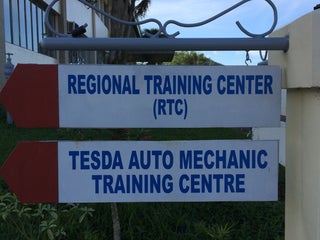 REGIONAL TRAINING CENTER
(RTC)
TESDA AUTO MECHANIC
TRAINING CENTRE